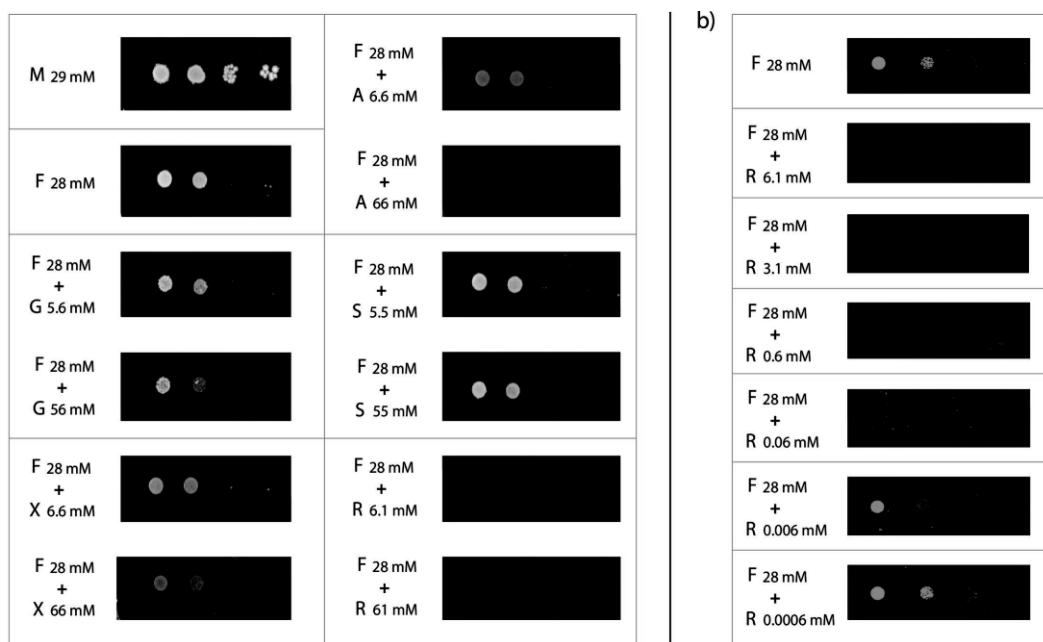 M 29 mM
F 28 mM
F 28 mM
+
G 5.6 mM
F 28 mM
+
G 56 mM
F 28 mM
+
X 6.6 mM
F 28 mM
+
X 66 mM
F 28 mM
+
A 6.6 mM
F 28 mM
+
A 66 mM
F 28 mM
+
S 5.5 mM
F 28 mM
+
S 55 mM
F 28 mM
+
R 6.1 mM
F 28 mM
+
R 61 mM
b)
F 28 mM
F 28 mM
+
R 6.1 mM
F 28 mM
+
R 3.1 mM
F 28 mM
+
R 0.6 mM
F 28 mM
+
R 0.06 mM
F 28 mM
+
R 0.006 mM
F 28 mM
+
R 0.0006 mM